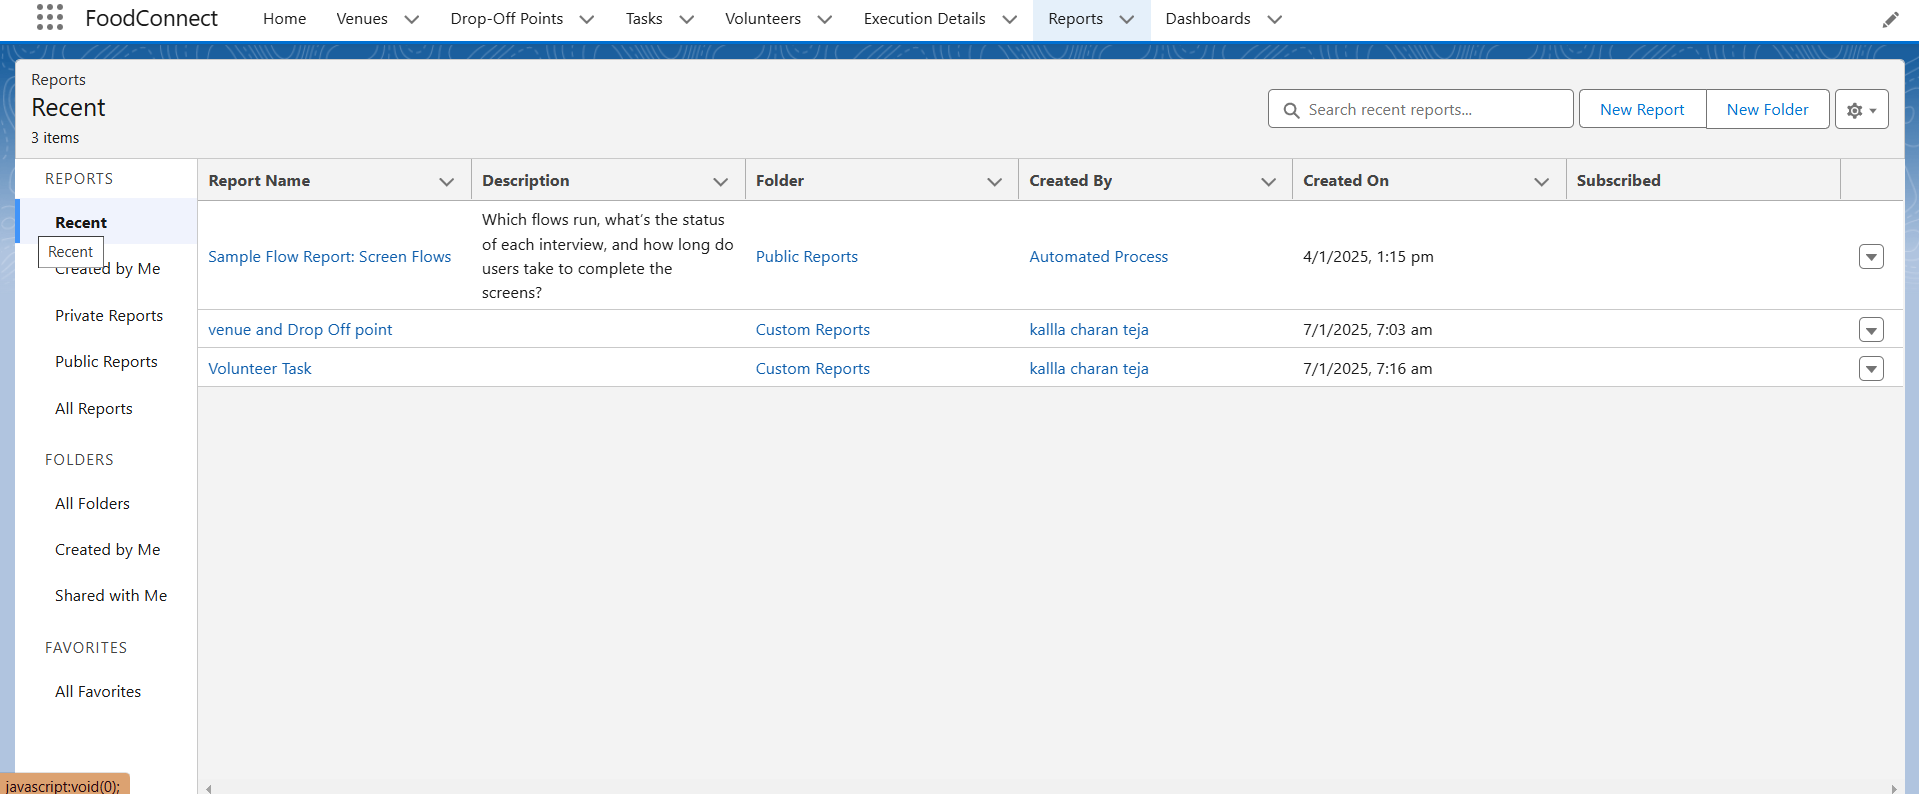 FoodConnect Home Venues Drop-Off Points Tasks Volunteers Execution Details Reports Dashboards
Reports
Recent
3 items
Search recent reports...
New Report
New Folder
REPORTS
Recent
Recent
Created by Me
Private Reports
Public Reports
All Reports
FOLDERS
All Folders
Created by Me
Shared with Me
FAVORITES
All Favorites
Report Name Description Folder Created By Created On Subscribed
Sample Flow Report: Screen Flows
Which flows run, what's the status
of each interview, and how long do
users take to complete the
screens?
Public Reports
Automated Process
4/1/2025, 1:15 pm
venue and Drop Off point Custom Reports kallla charan teja 7/1/2025, 7:03 am
Volunteer Task Custom Reports kallla charan teja 7/1/2025, 7:16 am
javascript:void(0);